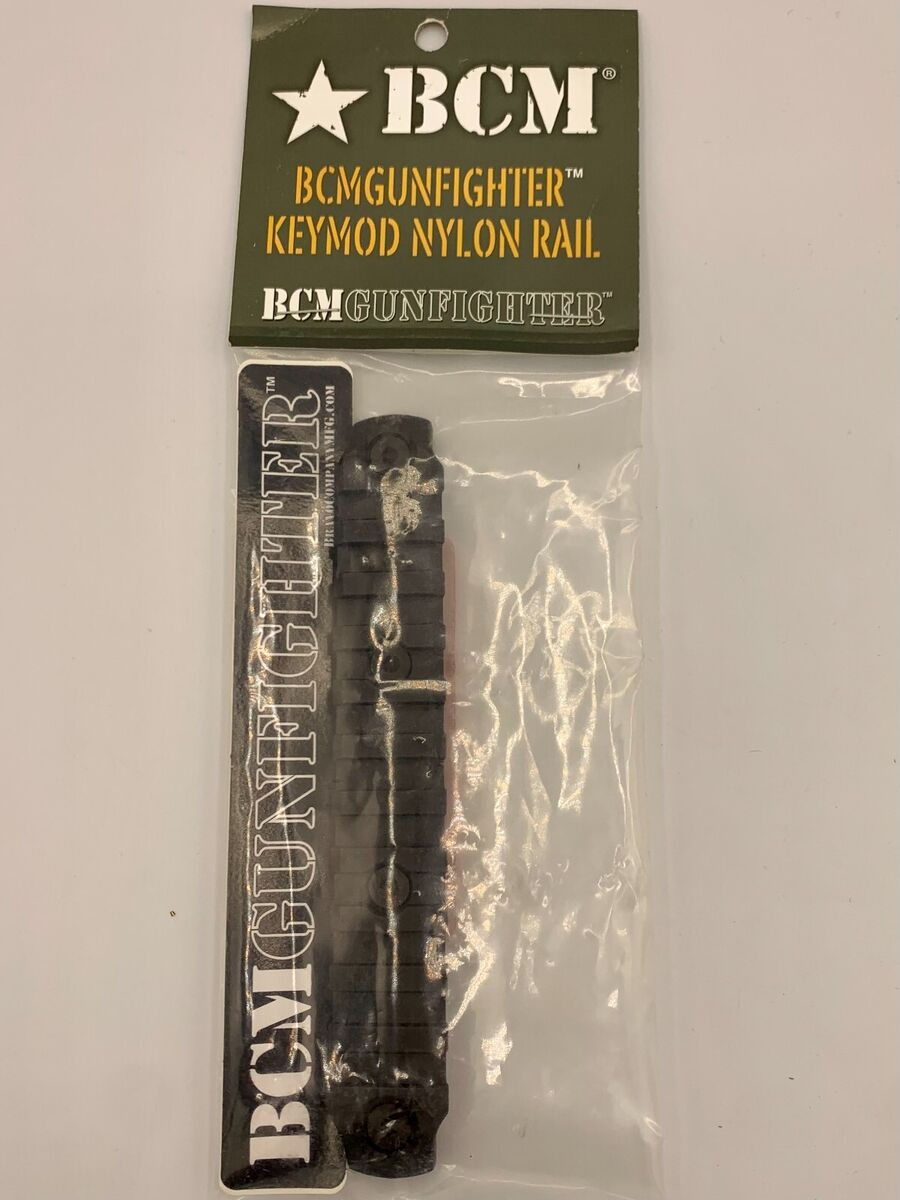 BCM®
BCMGUNFIGHTER™
KEYMOD NYLON RAIL
BCMGUNFIGHTER™
BCMGUNFIGHTER™
BRAVOCOMPANYMFG.COM